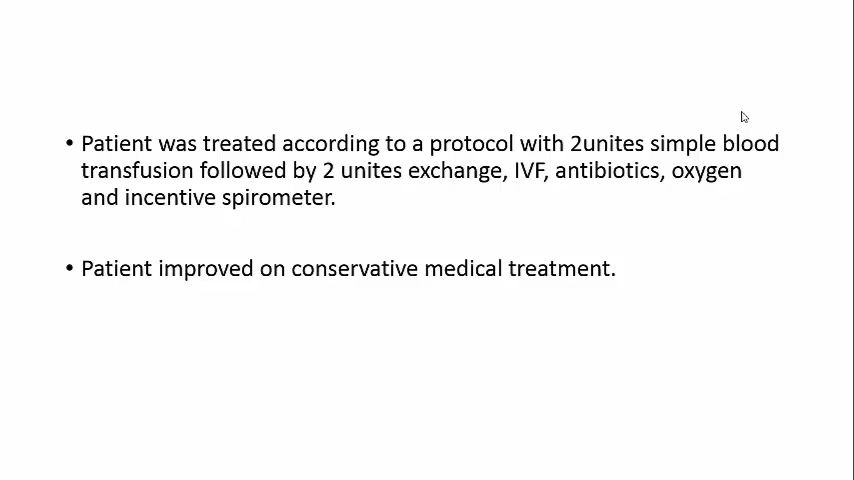 • Patient was treated according to a protocol with 2unites simple blood
transfusion followed by 2 unites exchange, IVF, antibiotics, oxygen
and incentive spirometer.
• Patient improved on conservative medical treatment.